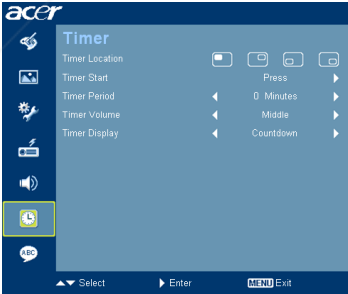 acer
Timer
Timer Location
Timer Start Press
Timer Period 0 Minutes
Timer Volume Middle
Timer Display Countdown
ABC
Select Enter MENU Exit